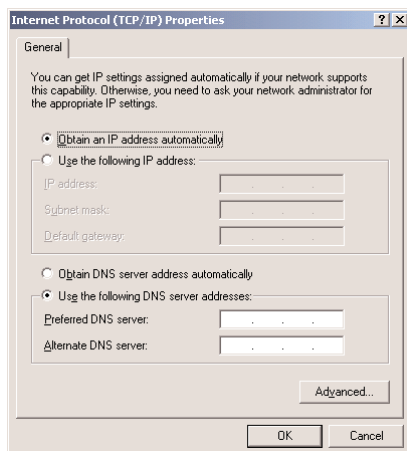 Internet Protocol (TCP/IP) Properties
General
You can get IP settings assigned automatically if your network supports
this capability. Otherwise, you need to ask your network administrator for
the appropriate IP settings.
Obtain an IP address automatically
Use the following IP address:
IP address:
Subnet mask:
Default gateway:
Obtain DNS server address automatically
Use the following DNS server addresses:
Preferred DNS server:
Alternate DNS server:
Advanced...
OK Cancel